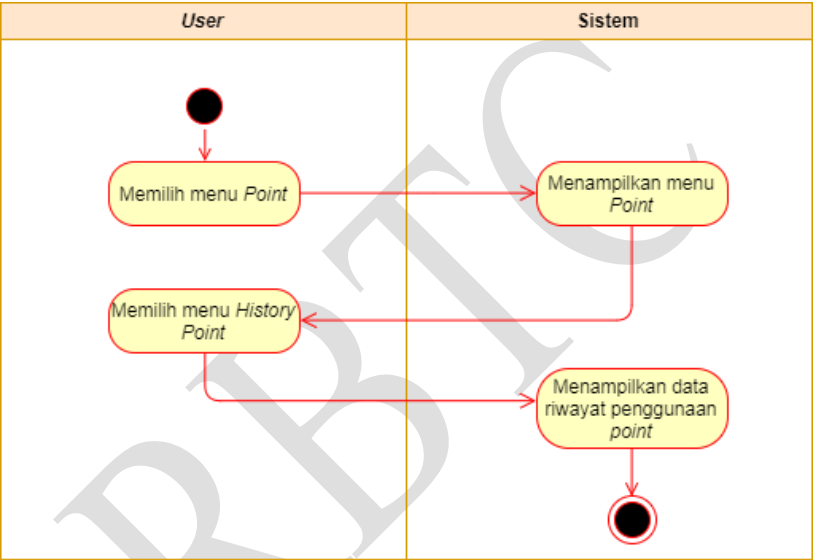 User
Sistem
Memilih menu Point
Menampilkan menu
Point
Memilih menu History
Point
Menampilkan data
riwayat penggunaan
point
RBTC